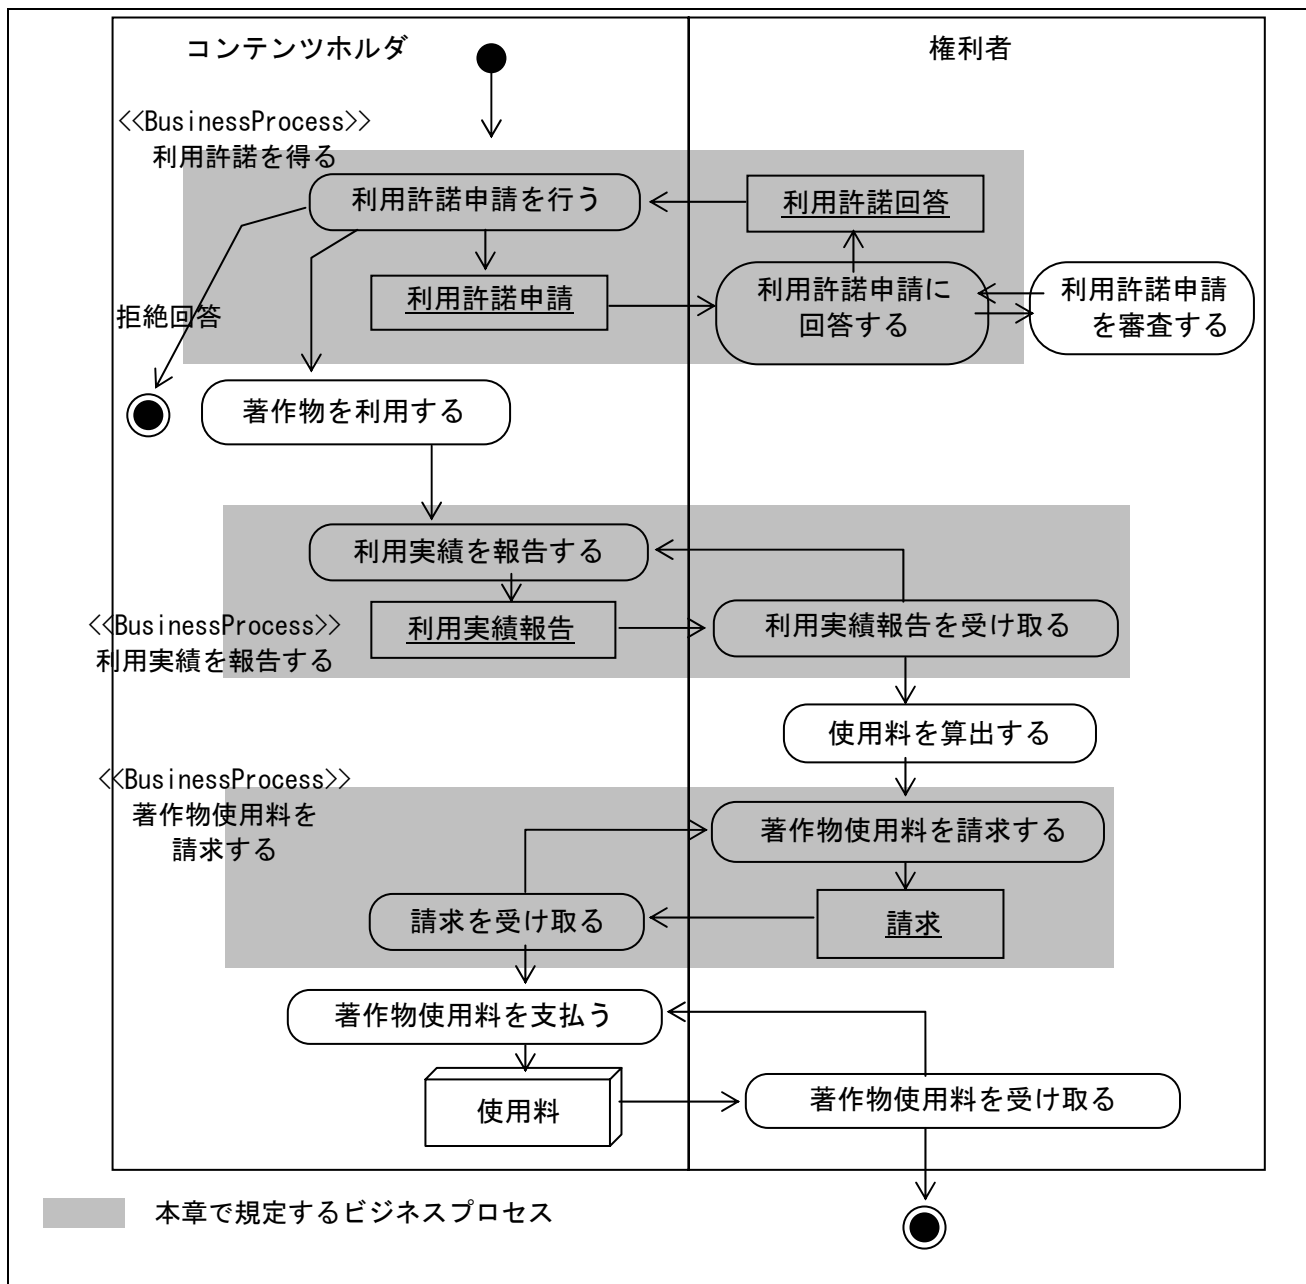 コンテンツホルダ
権利者
<<BusinessProcess>>
利用許諾を得る
利用許諾申請を行う
利用許諾回答
利用許諾申請
利用許諾申請に
回答する
利用許諾申請
を審査する
拒絶回答
著作物を利用する
利用実績を報告する
<<BusinessProcess>>
利用実績を報告する
利用実績報告
利用実績報告を受け取る
使用料を算出する
<<BusinessProcess>>
著作物使用料を
請求する
著作物使用料を請求する
請求を受け取る
請求
著作物使用料を支払う
使用料
著作物使用料を受け取る
本章で規定するビジネスプロセス